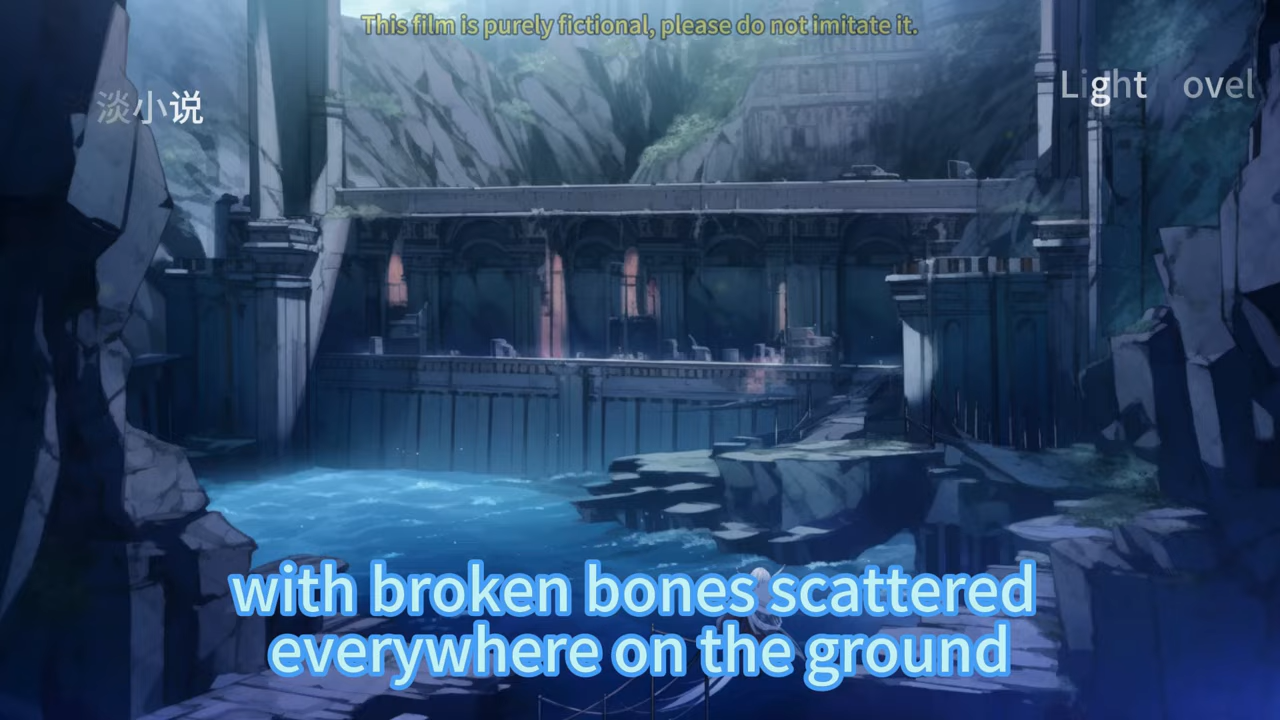 This film is purely fictional, please do not imitate it.
淡小说
Light ovel
with broken bones scattered
everywhere on the ground